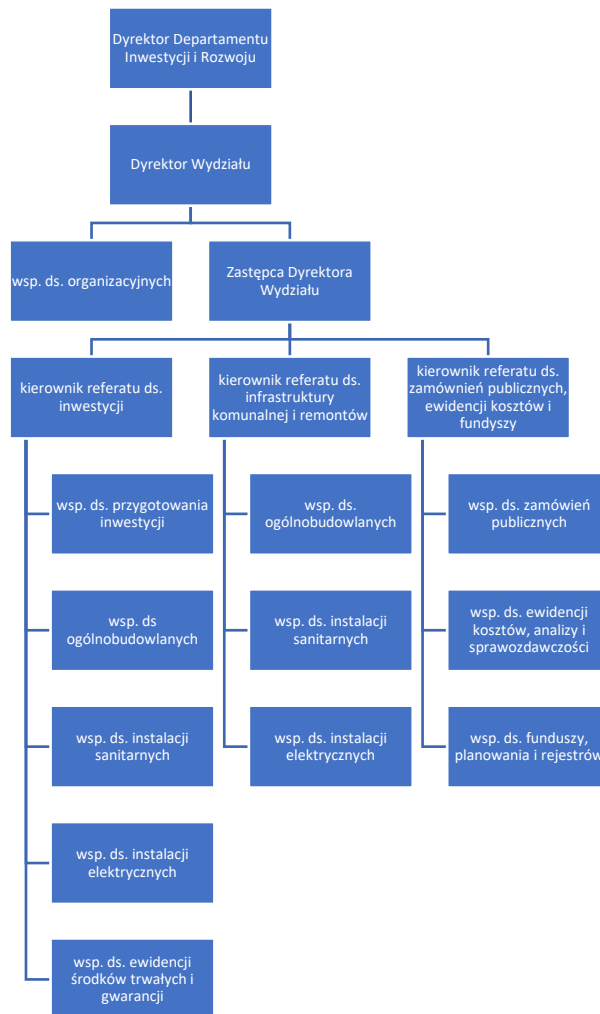 Dyrektor Departamentu
Inwestycji i Rozwoju
Dyrektor Wydziału
wsp. ds. organizacyjnych
Zastępca Dyrektora
Wydziału
kierownik referatu ds.
inwestycji
kierownik referatu ds.
infrastruktury
komunalnej i remontów
kierownik referatu ds.
zamównień publicznych,
ewidencji kosztów i
fundyszy
wsp. ds. przygotowania
inwestycji
wsp. ds
ogólnobudowlanych
wsp. ds. instalacji
sanitarnych
wsp. ds. instalacji
elektrycznych
wsp. ds. ewidencji
środków trwałych i
gwarancji
wsp. ds.
ogólnobudowlanych
wsp. ds. instalacji
sanitarnych
wsp. ds. instalacji
elektrycznych
wsp. ds. zamówień
publicznych
wsp. ds. ewidencji
kosztów, analizy i
sprawozdawczości
wsp. ds. funduszy,
planowania i rejestrów